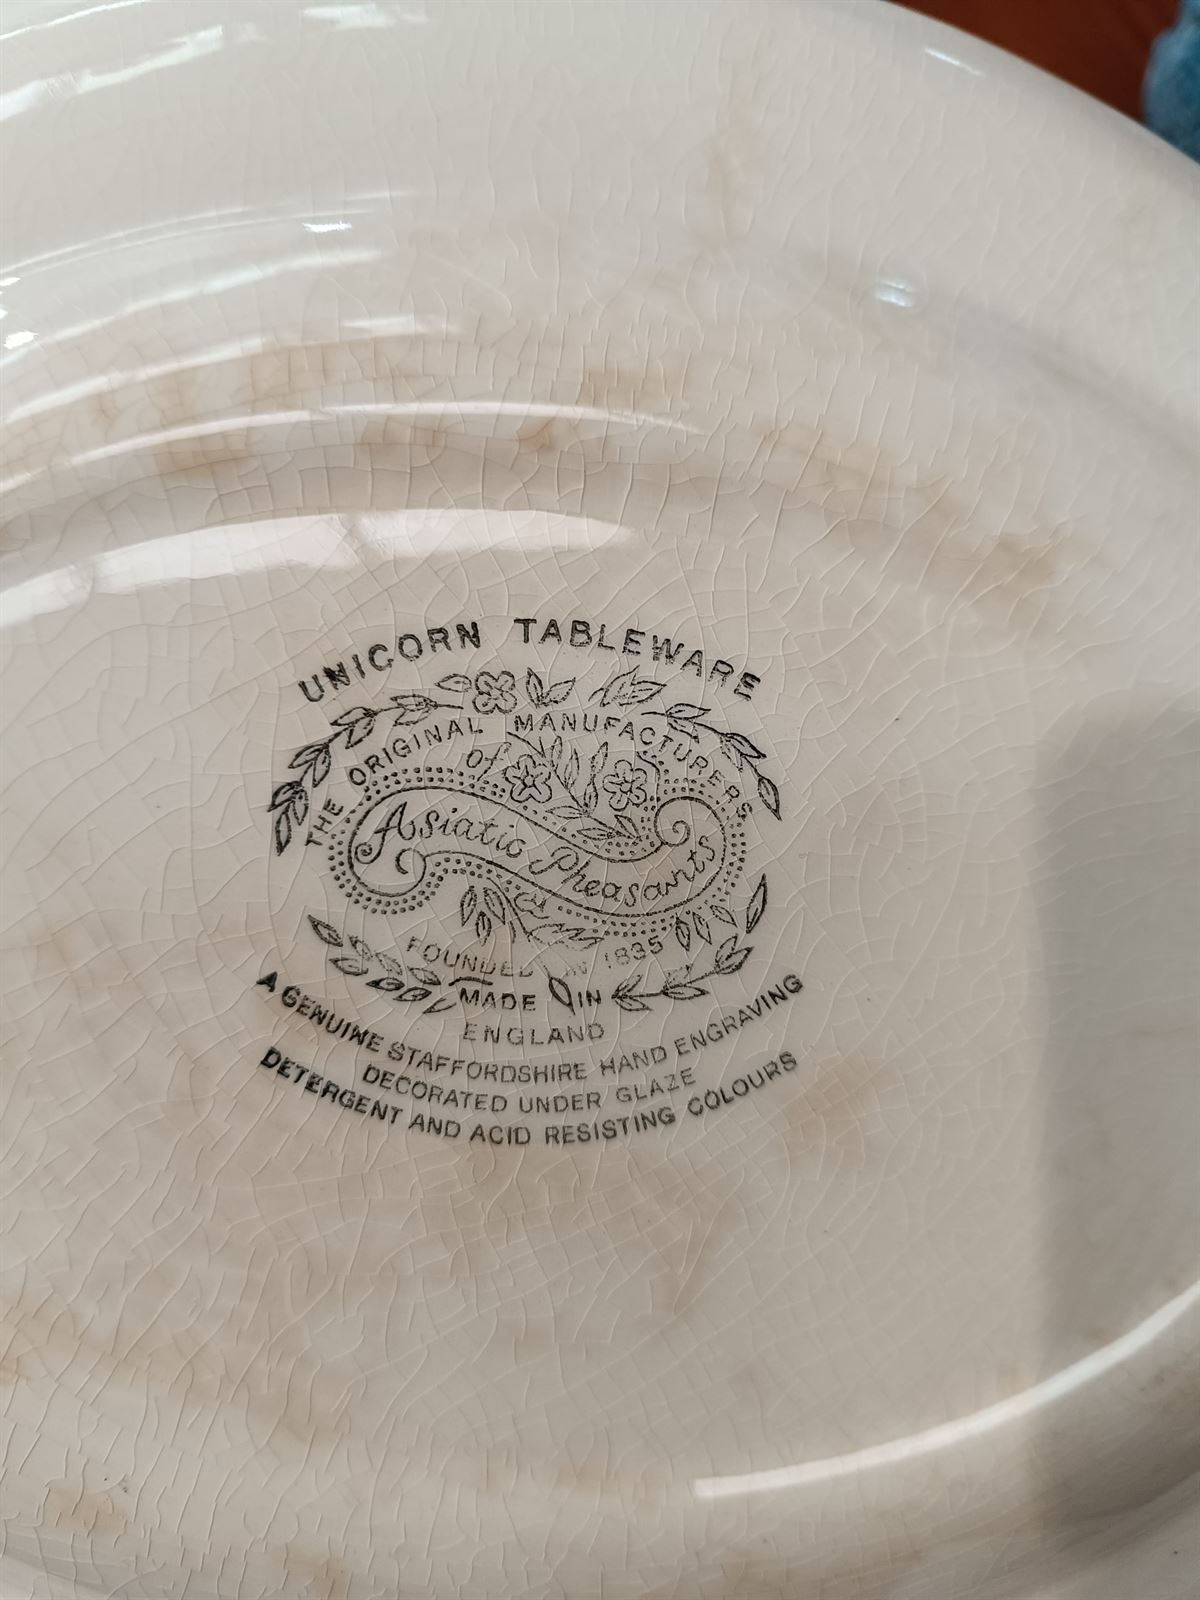 UNICORN TABLEWARE
THE ORIGINAL MANUFACTURERS
of
Asiatic Pheasants
FOUNDED IN 1835
MADE IN
ENGLAND
A GENUINE STAFFORDSHIRE HAND ENGRAVING
DECORATED UNDER GLAZE
DETERGENT AND ACID RESISTING COLOURS